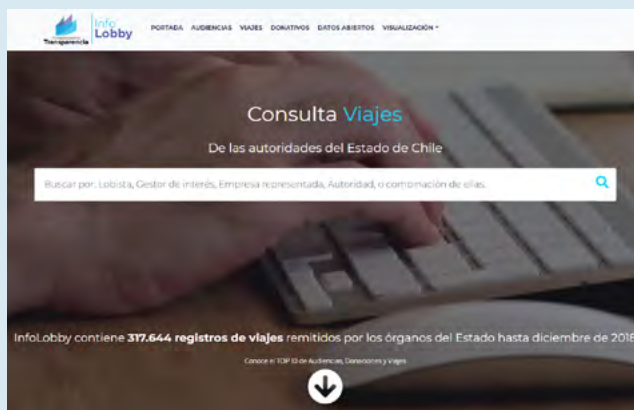 Transparencia
Info
Lobby
PORTADA AUDIENCIAS VIAJES DONATIVOS DATOS ABIERTOS VISUALIZACIÓN
Consulta Viajes
De las autoridades del Estado de Chile
Buscar por: Lobista, Gestor de interés, Empresa representada, Autoridad, o combinación de ellas.
InfoLobby contiene 317.644 registros de viajes remitidos por los órganos del Estado hasta diciembre de 2018
Conoce el TOP 10 de Audiencias, Donaciones y Viajes